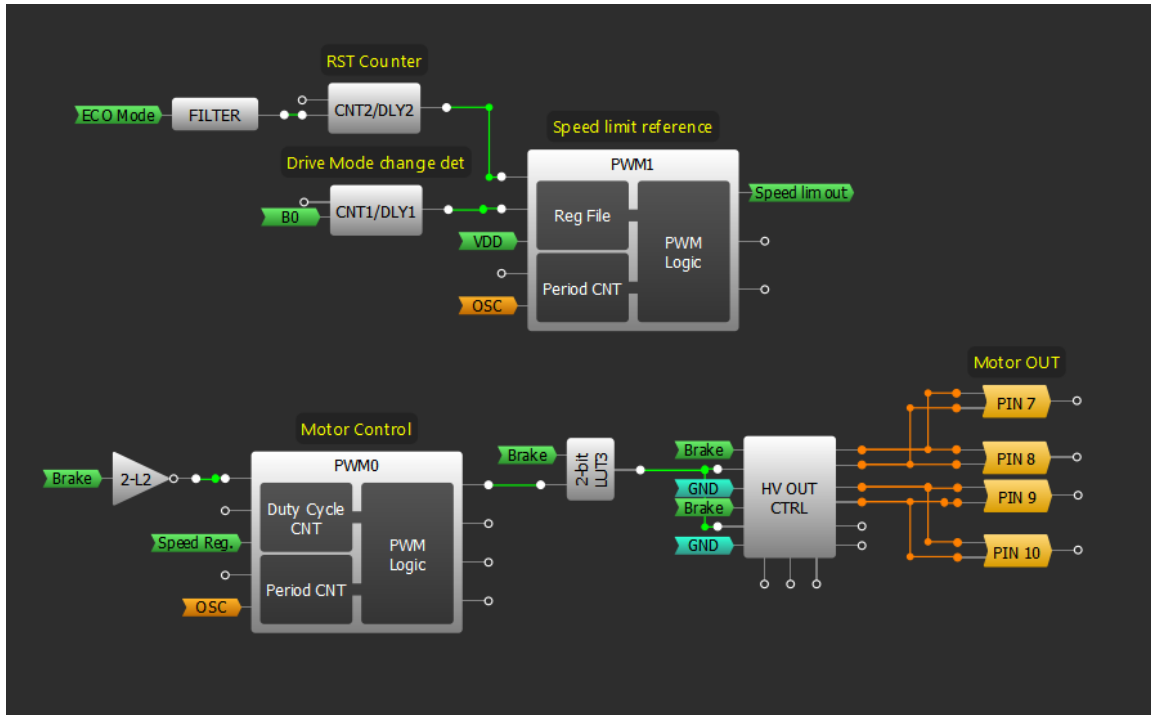 RST Counter
ECO Mode
FILTER
CNT2/DLY2
Speed limit reference
Drive Mode change det
B0
CNT1/DLY1
PWM1
Reg File
PWM
Logic
Period CNT
VDD
OSC
Speed lim out
Motor OUT
PIN 7
PIN 8
PIN 9
PIN 10
Motor Control
Brake
2-L2
PWM0
Duty Cycle
CNT
PWM
Logic
Period CNT
Speed Reg.
OSC
Brake
2-bit
LUT3
Brake
GND
Brake
GND
HV OUT
CTRL